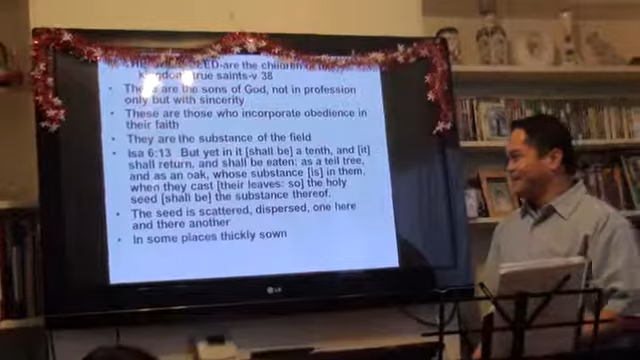 SEED-are the children of
kingdom true saints-v 38
• These are the sons of God, not in profession
only but with sincerity
• These are those who incorporate obedience in
their faith
• They are the substance of the field
• Isa 6:13 But yet in it [shall be] a tenth, and [it]
shall return, and shall be eaten: as a teil tree,
and as an oak, whose substance [is] in them,
when they cast [their leaves: so] the holy
seed [shall be] the substance thereof.
• The seed is scattered, dispersed, one here
and there another
• In some places thickly sown
LG